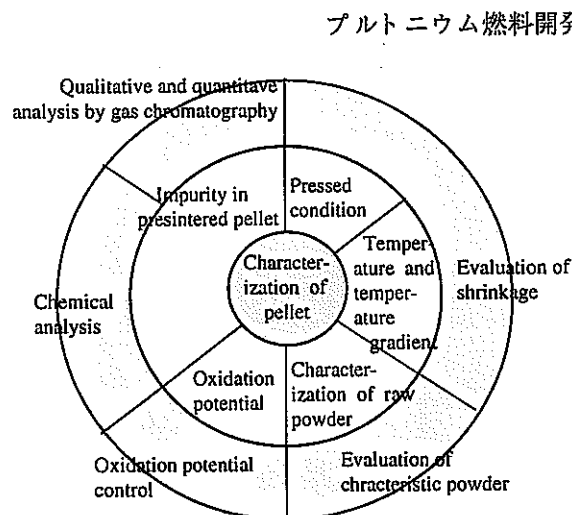 プルトニウム燃料開発
Qualitative and quantitave
analysis by gas chromatography
Impurity in
presintered pellet
Pressed
condition
Character-
ization of
pellet
Temper-
ature and
temper-
ature
gradient
Evaluation of
shrinkage
Chemical
analysis
Oxidation
potential
Character-
ization of raw
powder
Oxidation potential
control
Evaluation of
chracteristic powder